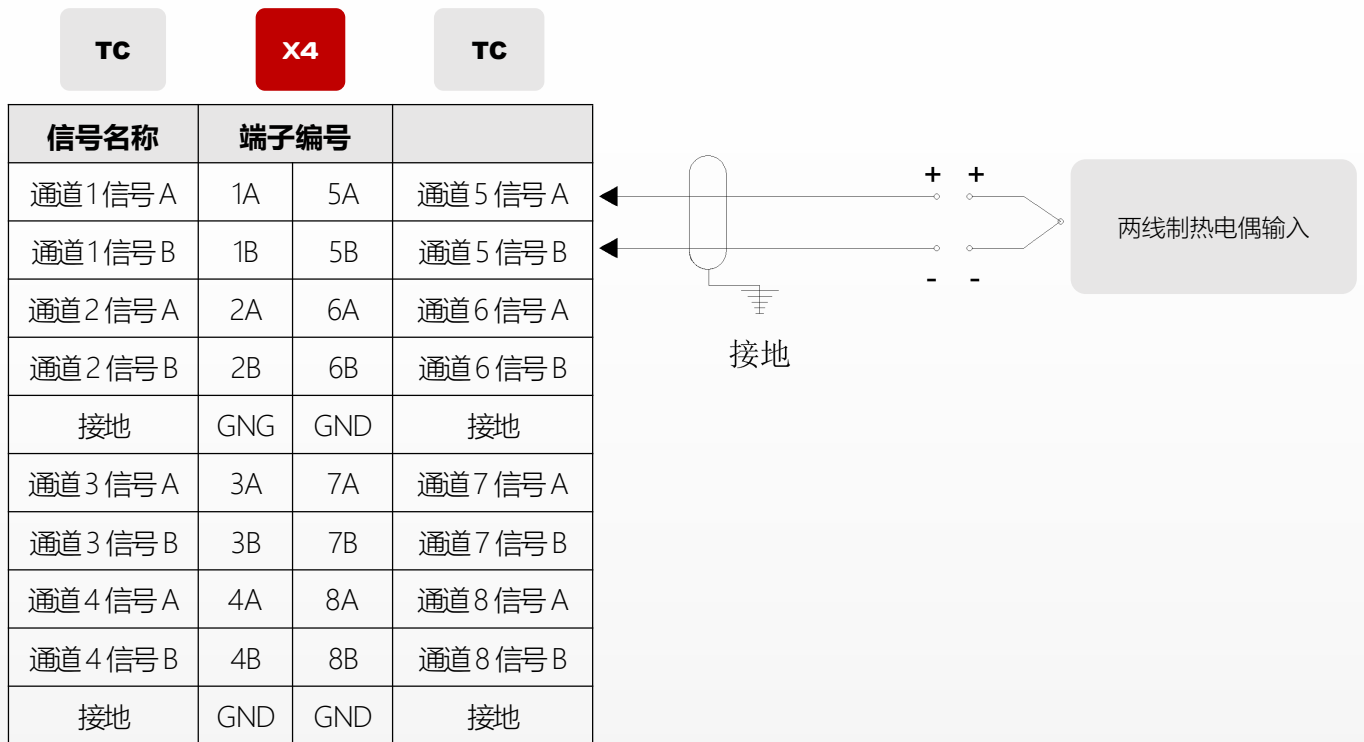 TC X4 TC
信号名称 端子编号
通道1信号A 1A 5A 通道5信号A + +
通道1信号B 1B 5B 通道5信号B 两线制热电偶输入
- -
通道2信号A 2A 6A 通道6信号A
通道2信号B 2B 6B 通道6信号B 接地
接地 GNG GND 接地
通道3信号A 3A 7A 通道7信号A
通道3信号B 3B 7B 通道7信号B
通道4信号A 4A 8A 通道8信号A
通道4信号B 4B 8B 通道8信号B
接地 GND GND 接地